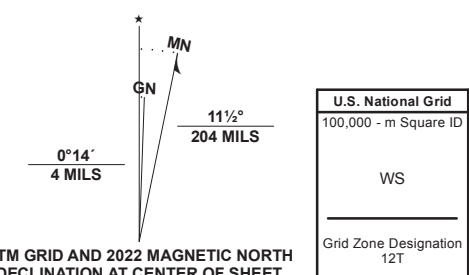 MN
GN
11½°
204 MILS
0°14´
4 MILS
TM GRID AND 2022 MAGNETIC NORTH
DECLINATION AT CENTER OF SHEET
U.S. National Grid
100,000 - m Square ID
WS
Grid Zone Designation
12T